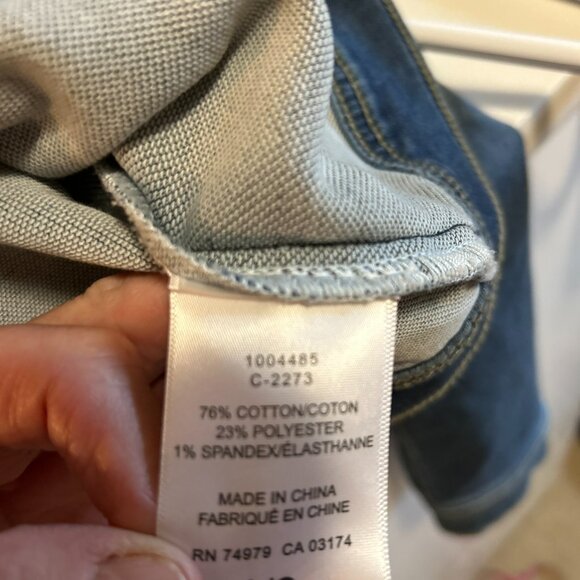 1004485
C-2273
76% COTTON/COTON
23% POLYESTER
1% SPANDEX/ÉLASTHANNE
MADE IN CHINA
FABRIQUÉ EN CHINE
RN 74979 CA 03174